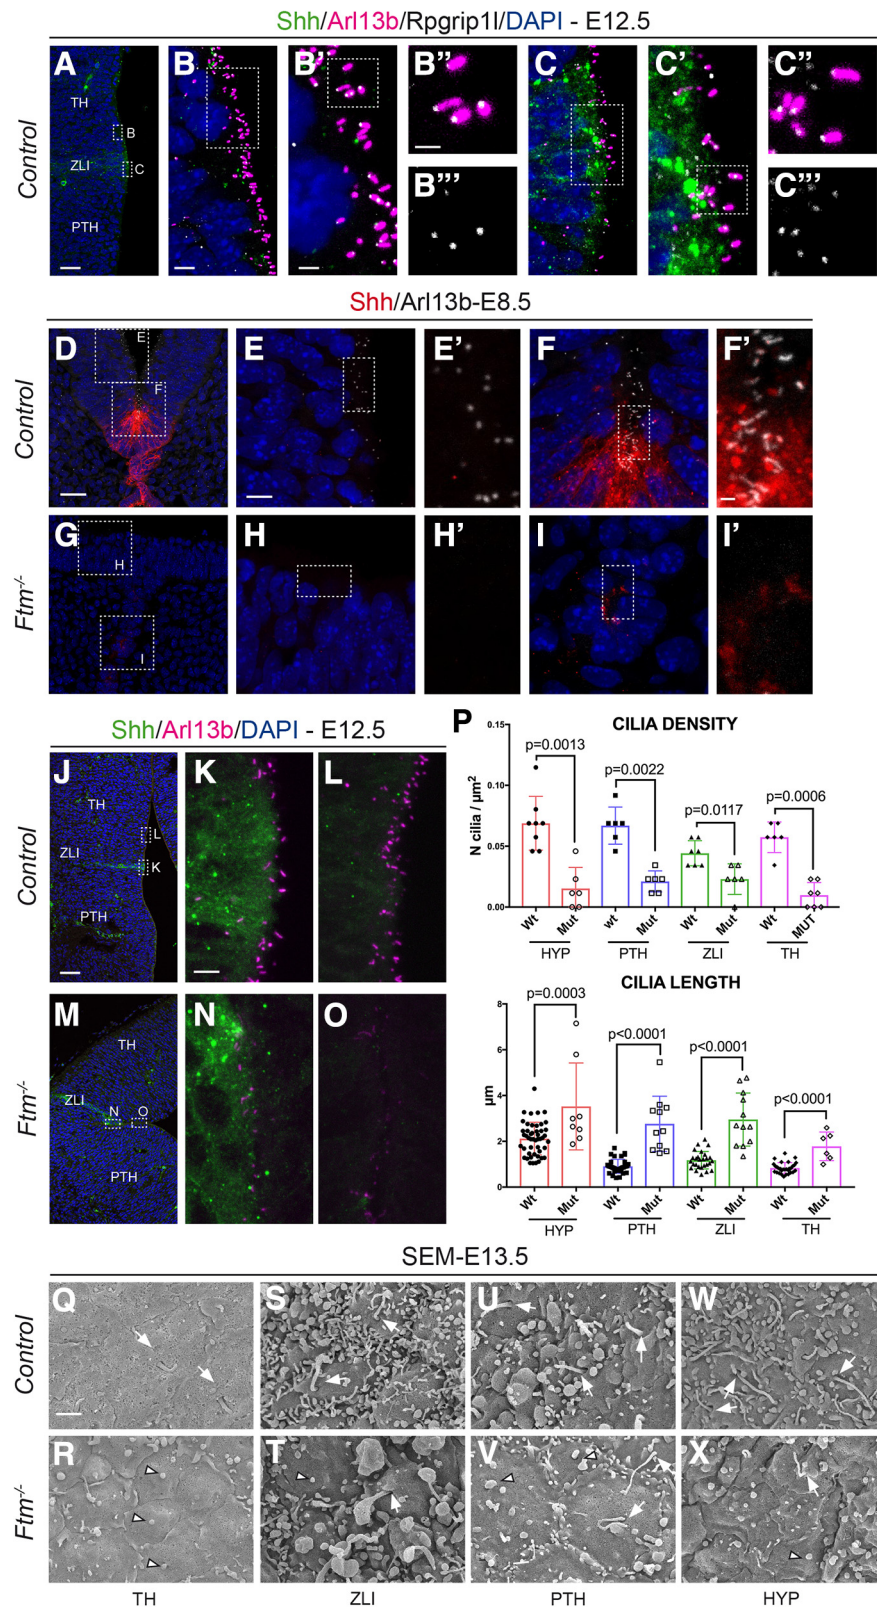 Shh/Arl13b/Rpgrip1l/DAPI - E12.5
Control
A
TH
B
ZLI
C
PTH
B
B'
B''
B'''
C
C'
C''
C'''
Shh/Arl13b-E8.5
Control
D
E
F
E
E'
F
F'
Ftm-/-
G
H
I
H
H'
I
I'
Shh/Arl13b/DAPI - E12.5
Control
J
TH
L
ZLI
K
PTH
K
L
Ftm-/-
M
TH
ZLI
N
O
PTH
N
O
P
CILIA DENSITY
N cilia / µm2
0.15
0.10
0.05
0.00
p=0.0013
p=0.0022
p=0.0117
p=0.0006
Wt
Mut
wt
Mut
Wt
Mut
Wt
MUT
HYP
PTH
ZLI
TH
CILIA LENGTH
µm
8
6
4
2
0
p=0.0003
p<0.0001
p<0.0001
p<0.0001
Wt
Mut
Wt
Mut
Wt
Mut
Wt
Mut
HYP
PTH
ZLI
TH
SEM-E13.5
Control
Q
S
U
W
Ftm-/-
R
T
V
X
TH
ZLI
PTH
HYP